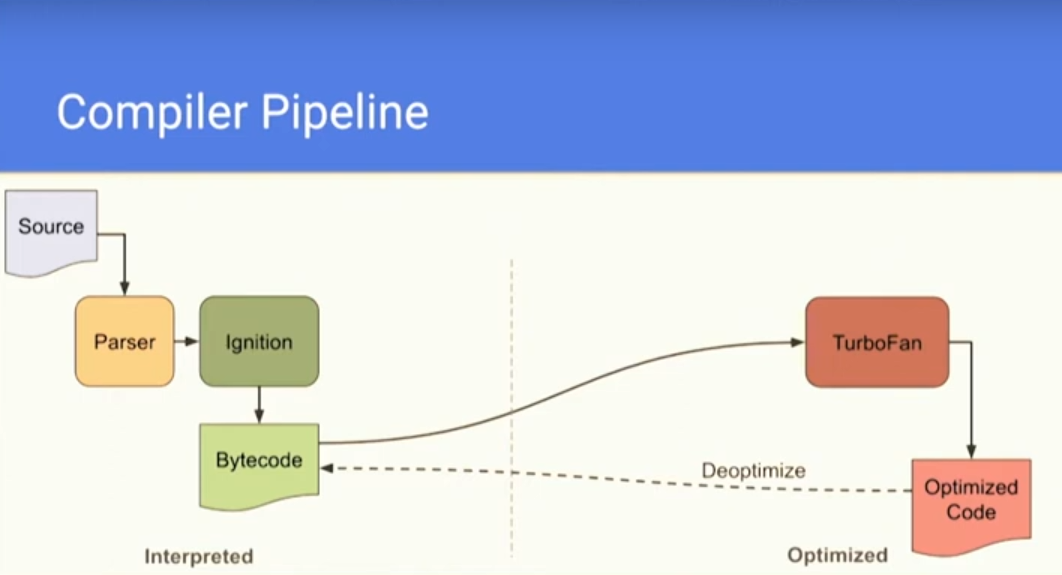 Compiler Pipeline
Source
Parser
Ignition
TurboFan
Bytecode
Deoptimize
Optimized
Code
Interpreted
Optimized